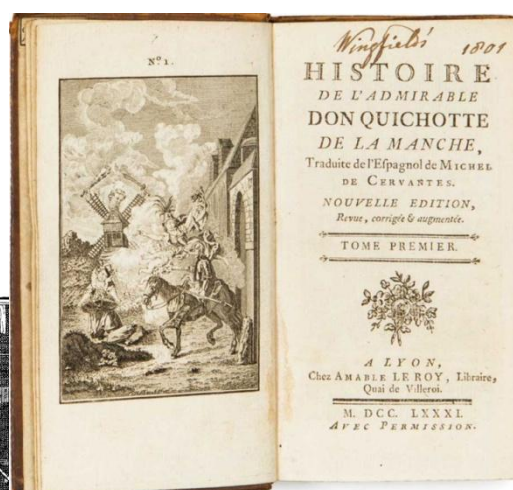 N.º 1.
Wingfield's 1801
HISTOIRE
DE L'ADMIRABLE
DON QUICHOTTE
DE LA MANCHE,
Traduite de l'Eſpagnol de MICHEL
DE CERVANTES.
NOUVELLE EDITION,
Revue, corrigée & augmentée.
TOME PREMIER.
A LYON,
Chez AMABLE LE ROY, Libraire,
Quai de Villeroi.
M. DCC. LXXXI.
AVEC PERMISSION.